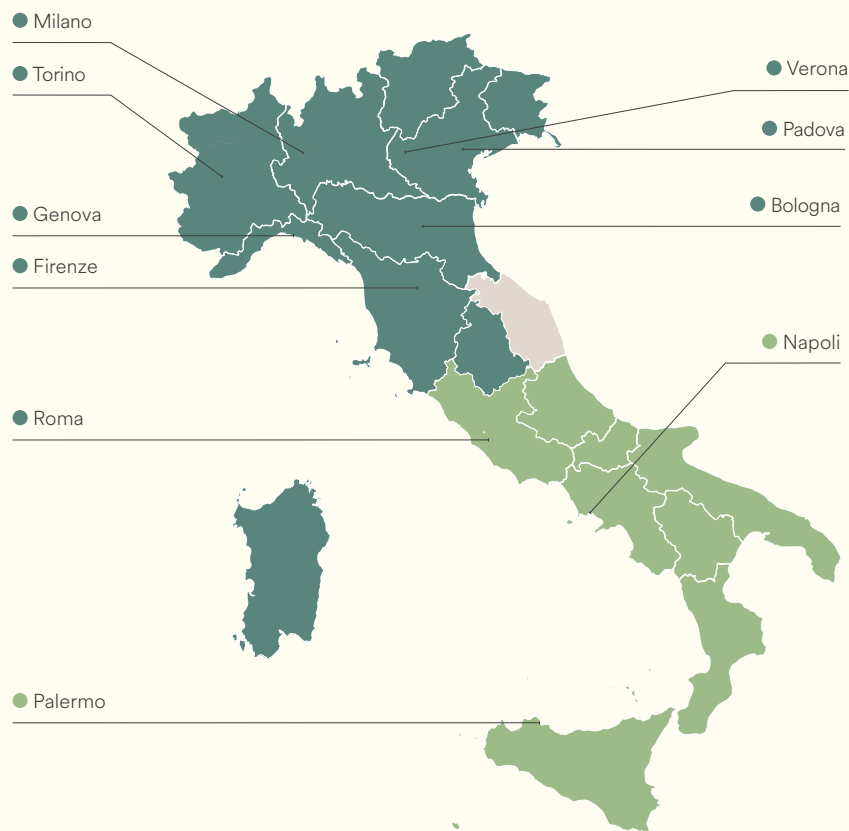 Milano
Torino
Verona
Padova
Genova
Bologna
Firenze
Napoli
Roma
Palermo